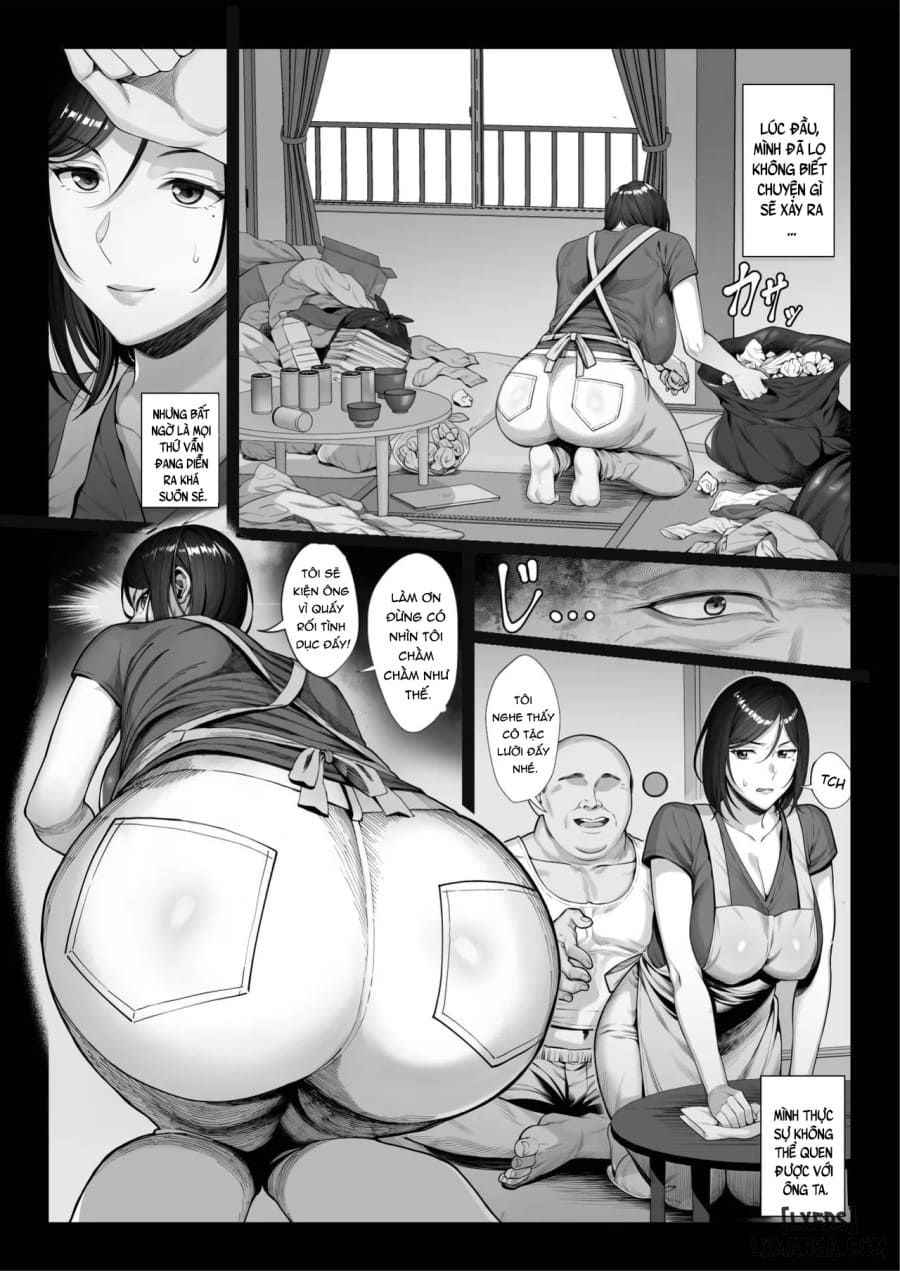 LÚC ĐẦU,
MÌNH ĐÃ LO
KHÔNG BIẾT
CHUYỆN GÌ
SẼ XẢY RA
...
カサッ
NHƯNG BẤT
NGỜ LÀ MỌI
THỨ VẪN
ĐANG DIỄN
RA KHÁ
SUÔN SẺ.
じ...
LÀM ƠN
ĐỪNG CÓ
NHÌN TÔI
CHẰM
CHẰM NHƯ
THẾ.
TÔI SẼ
KIỆN ÔNG
VÌ QUẤY
RỐI TÌNH
DỤC ĐẤY!
TCH
TÔI
NGHE THẤY
CÔ TẶC
LƯỠI ĐẤY
NHÉ.
MÌNH THỰC
SỰ KHÔNG
THỂ QUEN
ĐƯỢC VỚI
ÔNG TA.
[LYEDS]
LXMANGA.COM